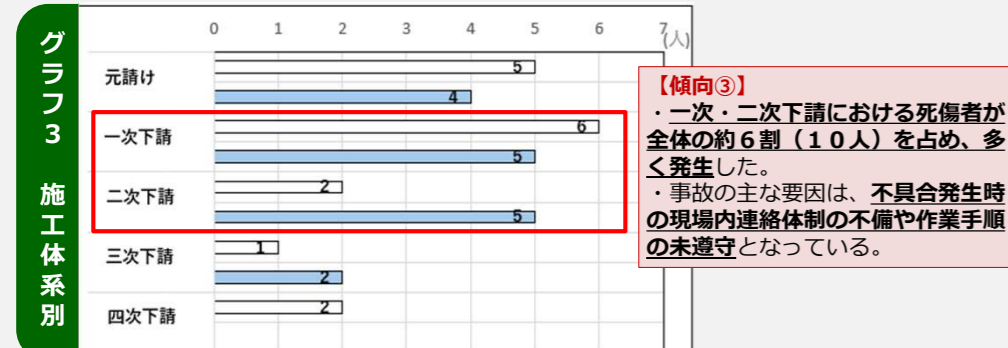 グラフ3 施工体系別
0 1 2 3 4 5 6 7
(人)
元請け
5
4
一次下請
6
5
二次下請
2
5
三次下請
1
2
四次下請
2
【傾向③】
・一次・二次下請における死傷者が
全体の約6割（10人）を占め、多
く発生した。
・事故の主な要因は、不具合発生時
の現場内連絡体制の不備や作業手順
の未遵守となっている。